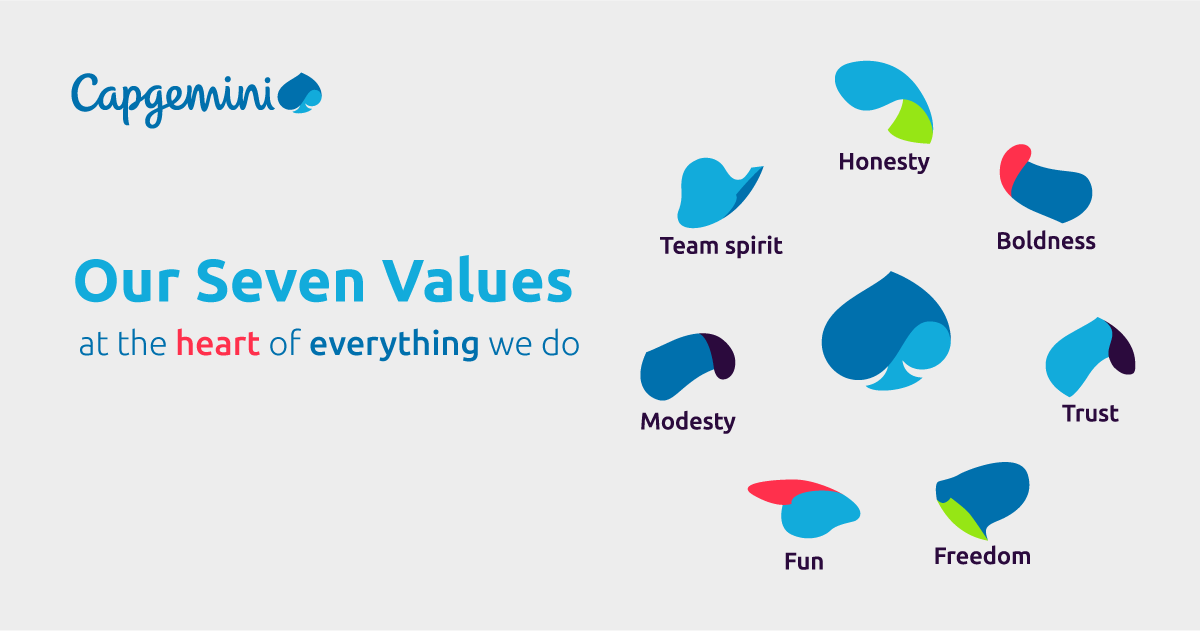 Capgemini
Our Seven Values
at the heart of everything we do
Honesty
Boldness
Trust
Freedom
Fun
Modesty
Team spirit